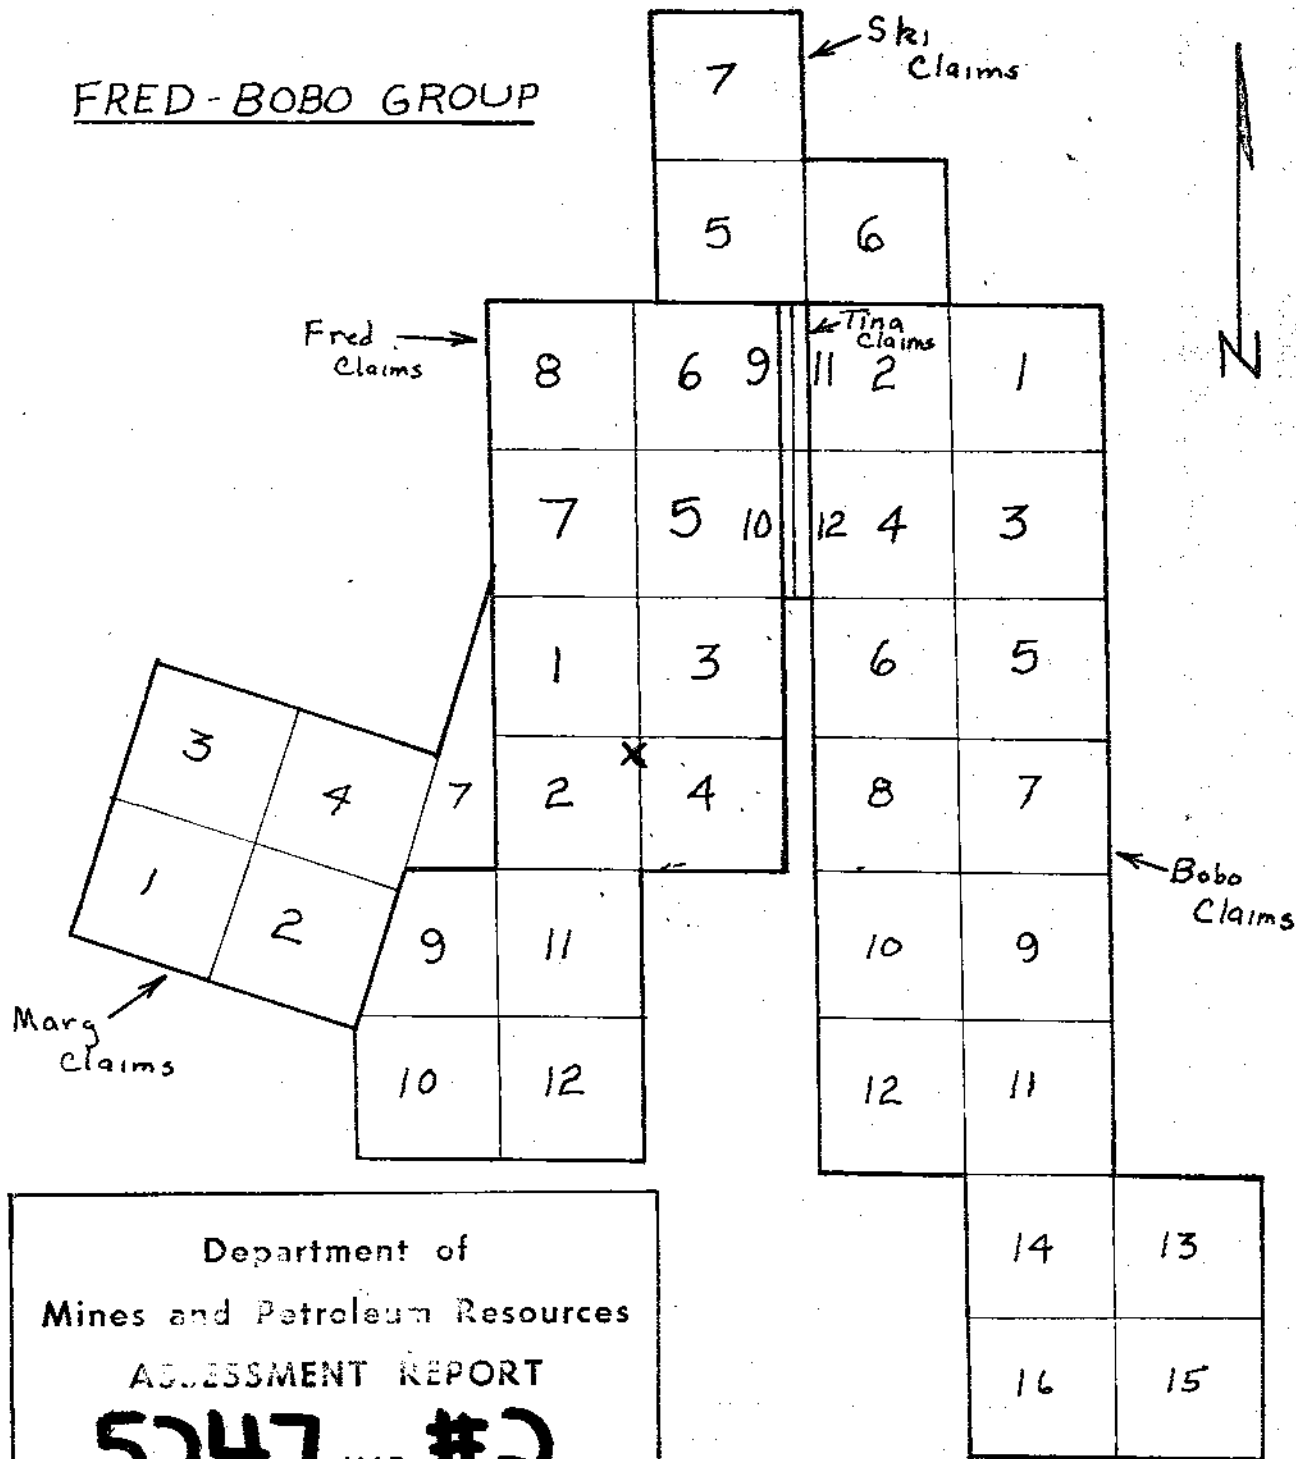 FRED-BOBO GROUP
Ski
Claims
7
5 6
Fred
Claims
Tina
Claims
8 6 9 11 2 1
N
7 5 10 12 4 3
1 3 6 5
3 4 7 2 4 8 7
1 2
Bobo
Claims
9 11 10 9
Marg
Claims
10 12 12 11
14 13
16 15
Department of
Mines and Petroleum Resources
ASSESSMENT REPORT